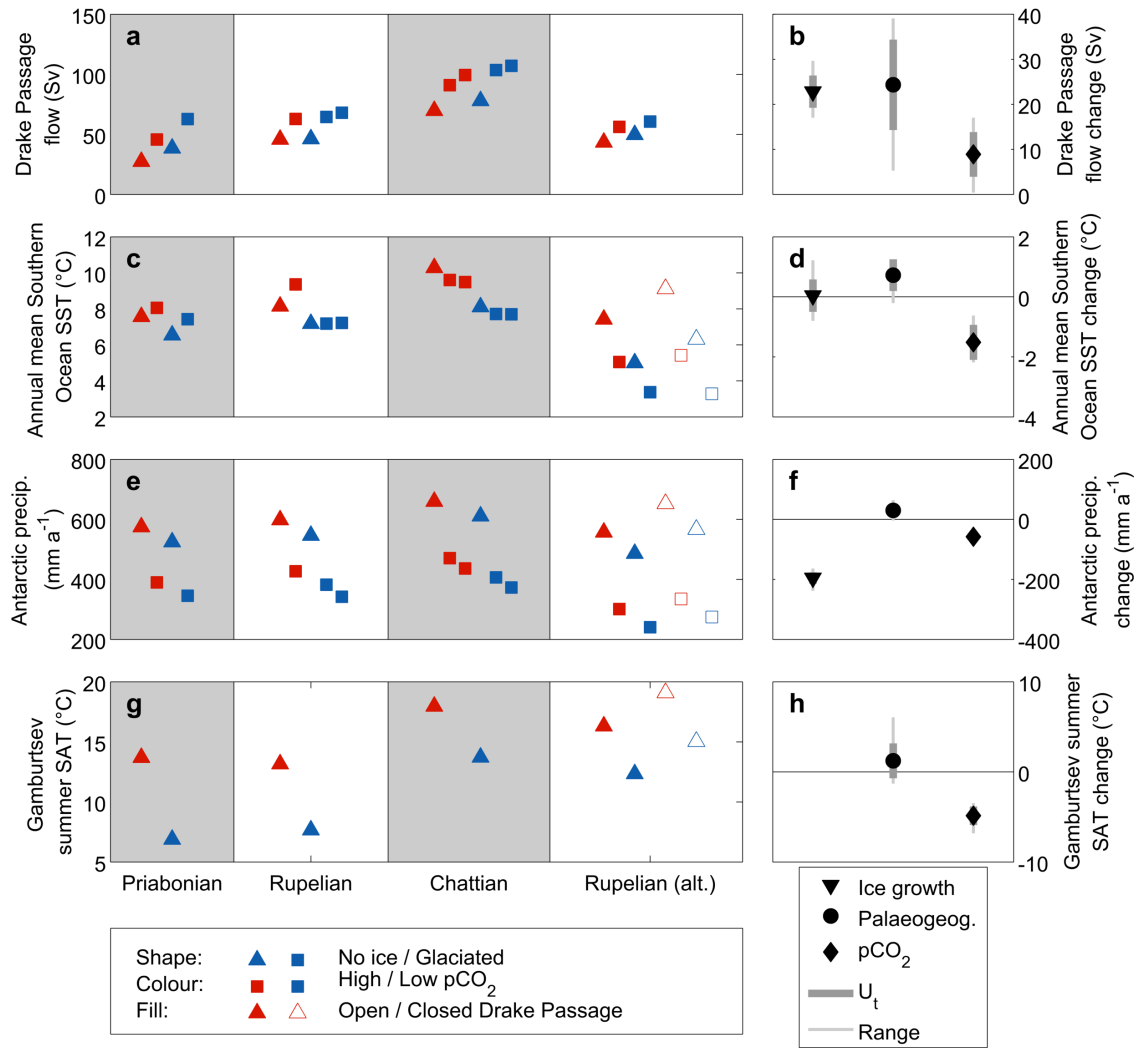 a
Drake Passage
flow (Sv)
150
100
50
0
b
40
30
20
10
0
Drake Passage
flow change (Sv)
c
Annual mean Southern
Ocean SST (°C)
12
10
8
6
4
2
d
2
0
-2
-4
Annual mean Southern
Ocean SST change (°C)
e
Antarctic precip.
(mm a-1)
800
600
400
200
f
200
0
-200
-400
Antarctic precip.
change (mm a-1)
g
Gamburtsev
summer SAT (°C)
20
15
10
5
h
10
0
-10
Gamburtsev summer
SAT change (°C)
Priabonian Rupelian Chattian Rupelian (alt.)
Shape: No ice / Glaciated
Colour: High / Low pCO2
Fill: Open / Closed Drake Passage
Ice growth
Palaeogeog.
pCO2
Ut
Range